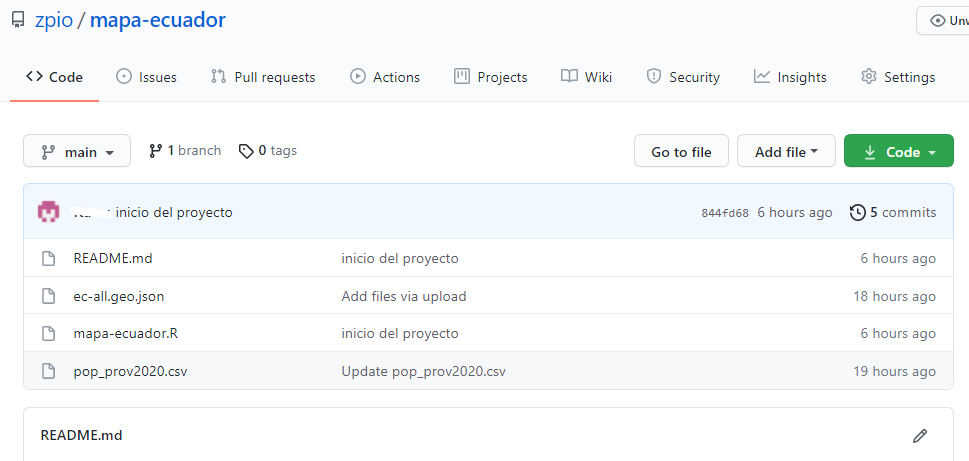 zpio / mapa-ecuador
Code Issues Pull requests Actions Projects Wiki Security Insights Settings
main 1 branch 0 tags Go to file Add file Code
inicio del proyecto 844fd68 6 hours ago 5 commits
README.md inicio del proyecto 6 hours ago
ec-all.geo.json Add files via upload 18 hours ago
mapa-ecuador.R inicio del proyecto 6 hours ago
pop_prov2020.csv Update pop_prov2020.csv 19 hours ago
README.md